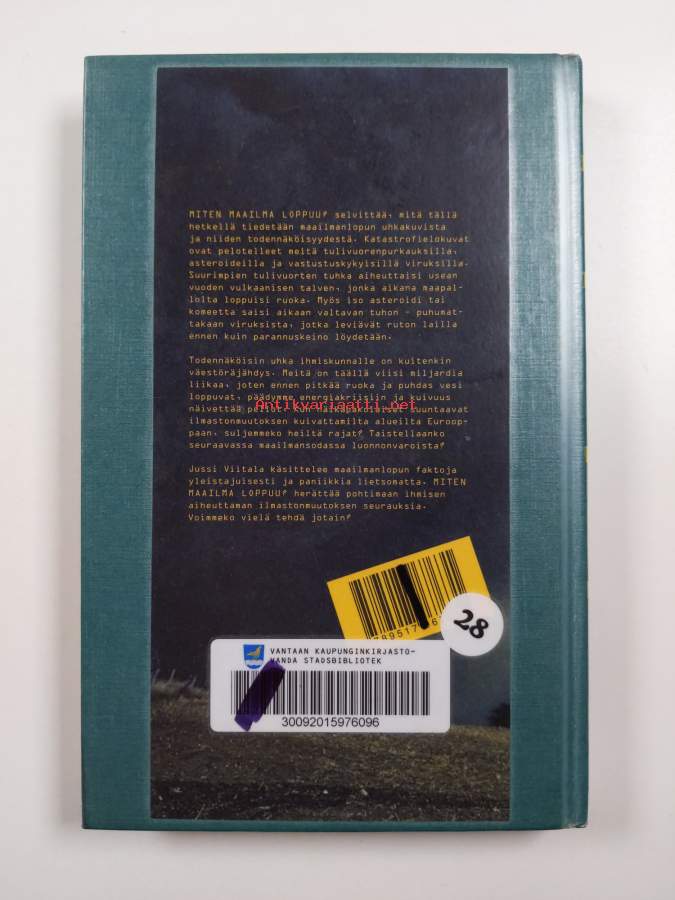 MITEN MAAILMA LOPPUU? selvittää, mitä tällä
hetkellä tiedetään maailmanlopun uhkakuvista
ja niiden todennäköisyydestä. Katastrofielokuvat
ovat pelotelleet meitä tulivuorenpurkauksilla,
asteroideilla ja vastustuskykyisillä viruksilla.
Suurimpien tulivuorten tuhka aiheuttaisi usean
vuoden vulkaanisen talven, jonka aikana maapal-
lolta loppuisi ruoka. Myös iso asteroidi tai
komeetta saisi aikaan valtavan tuhon – puhumat-
takaan viruksista, jotka leviävät ruton lailla
ennen kuin parannuskeino löydetään.
Todennäköisin uhka ihmiskunnalle on kuitenkin
väestöräjähdys. Meitä on täällä viisi miljardia
liikaa, joten ennen pitkää ruoka ja puhdas vesi
loppuvat, päädymme energiakriisiin ja kuivuus
näivettää pellot. Kun suuntaavat
Antikvariaatti.net
ilmastonmuutoksen kuivattamilta alueilta Euroop-
paan, suljemmeko heiltä rajat? Taistellaanko
seuraavassa maailmansodassa luonnonvaroista?
Jussi Viitala käsittelee maailmanlopun faktoja
yleistajuisesti ja paniikkia lietsomatta. MITEN
MAAILMA LOPPUU? herättää pohtimaan ihmisen
aiheuttaman ilmastonmuutoksen seurauksia.
Voimmeko vielä tehdä jotain?
28
VANTAAN KAUPUNGINKIRJASTO-
VANDA STADSBIBLIOTEK
30092015976096